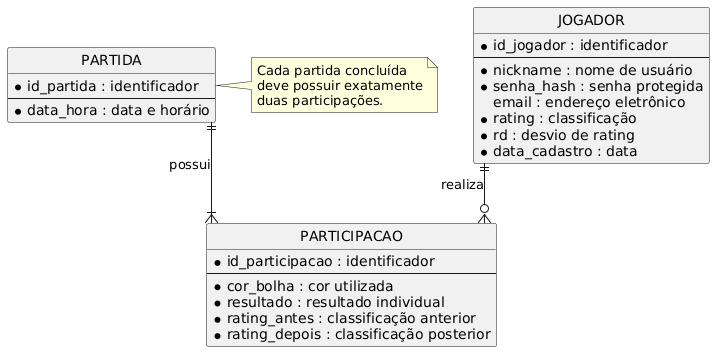 PARTIDA
id_partida : identificador
data_hora : data e horário
Cada partida concluída
deve possuir exatamente
duas participações.
JOGADOR
id_jogador : identificador
nickname : nome de usuário
senha_hash : senha protegida
email : endereço eletrônico
rating : classificação
rd : desvio de rating
data_cadastro : data
possui
realiza
PARTICIPACAO
id_participacao : identificador
cor_bolha : cor utilizada
resultado : resultado individual
rating_antes : classificação anterior
rating_depois : classificação posterior